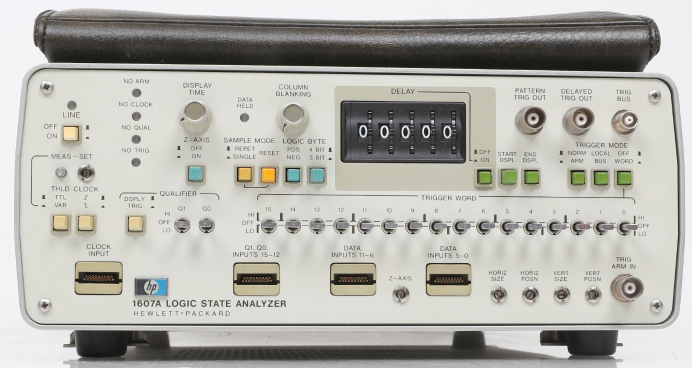 NO ARM
NO CLOCK
NO QUAL
NO TRIG
LINE
OFF
ON
MEAS - SET
THLD CLOCK
TTL
VAR
DISPLAY
TIME
Z-AXIS
OFF
ON
DATA
HELD
COLUMN
BLANKING
SAMPLE MODE
REPET
SINGLE
RESET
LOGIC BYTE
POS
NEG
4 BIT
3 BIT
DELAY
0 0 0 0 0
OFF
ON
START
DSPL
END
DSPL
PATTERN
TRIG OUT
DELAYED
TRIG OUT
TRIG
BUS
TRIGGER MODE
NORM
ARM
LOCAL
BUS
OFF
WORD
DSPLY
TRIG
QUALIFIER
Q1 Q0
HI
OFF
LO
TRIGGER WORD
15 14 13 12 11 10 9 8 7 6 5 4 3 2 1 0
HI
OFF
LO
HI
OFF
LO
CLOCK
INPUT
Q1, Q0
INPUTS 15-12
DATA
INPUTS 11-6
Z-AXIS
DATA
INPUTS 5-0
HORIZ
SIZE
HORIZ
POSN
VERT
SIZE
VERT
POSN
TRIG
ARM IN
hp
1607A LOGIC STATE ANALYZER
HEWLETT•PACKARD